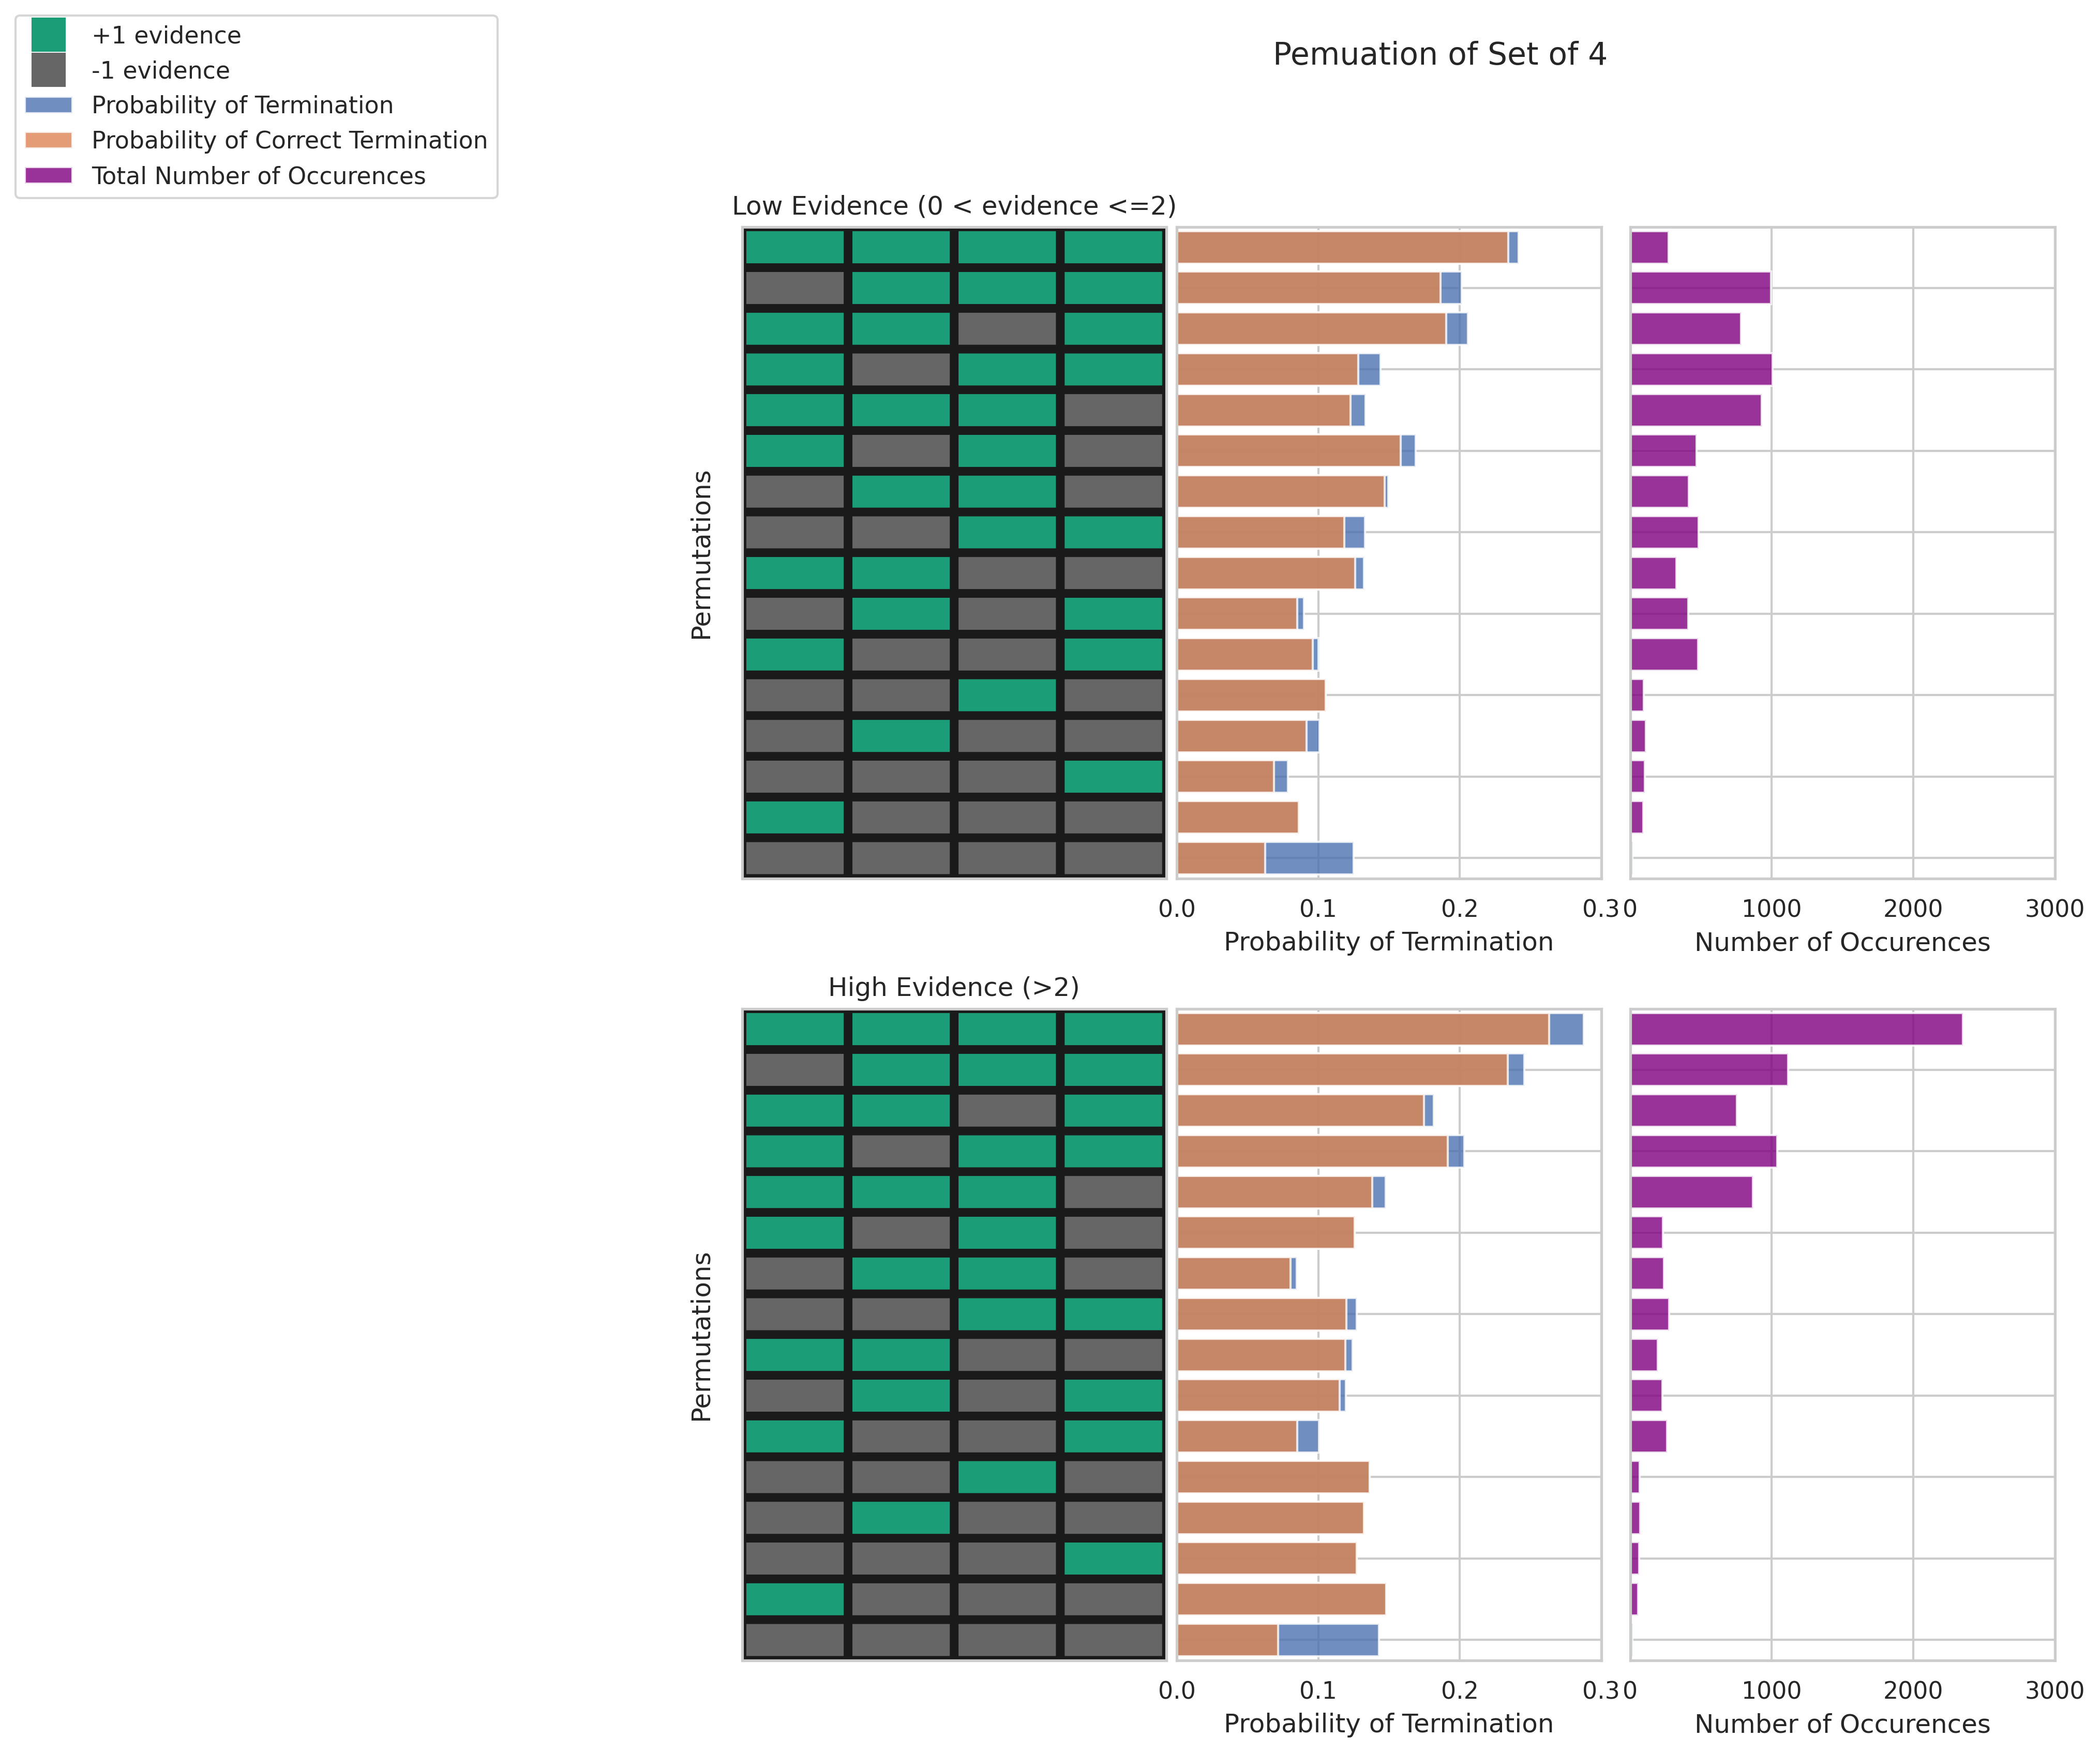 +1 evidence
-1 evidence
Probability of Termination
Probability of Correct Termination
Total Number of Occurences
Pemuation of Set of 4
Low Evidence (0 < evidence <=2)
Permutations
0.0 0.1 0.2 0.3
Probability of Termination
0 1000 2000 3000
Number of Occurences
High Evidence (>2)
Permutations
0.0 0.1 0.2 0.3
Probability of Termination
0 1000 2000 3000
Number of Occurences